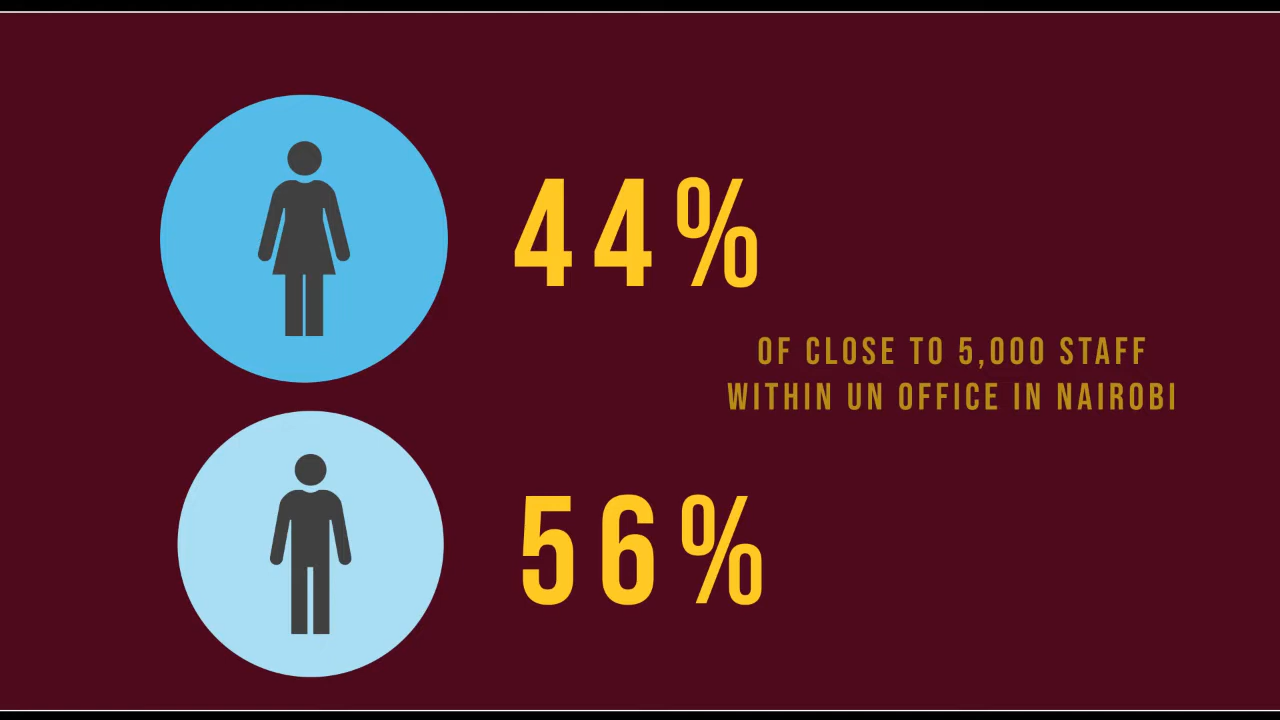 44%
OF CLOSE TO 5,000 STAFF
WITHIN UN OFFICE IN NAIROBI
56%